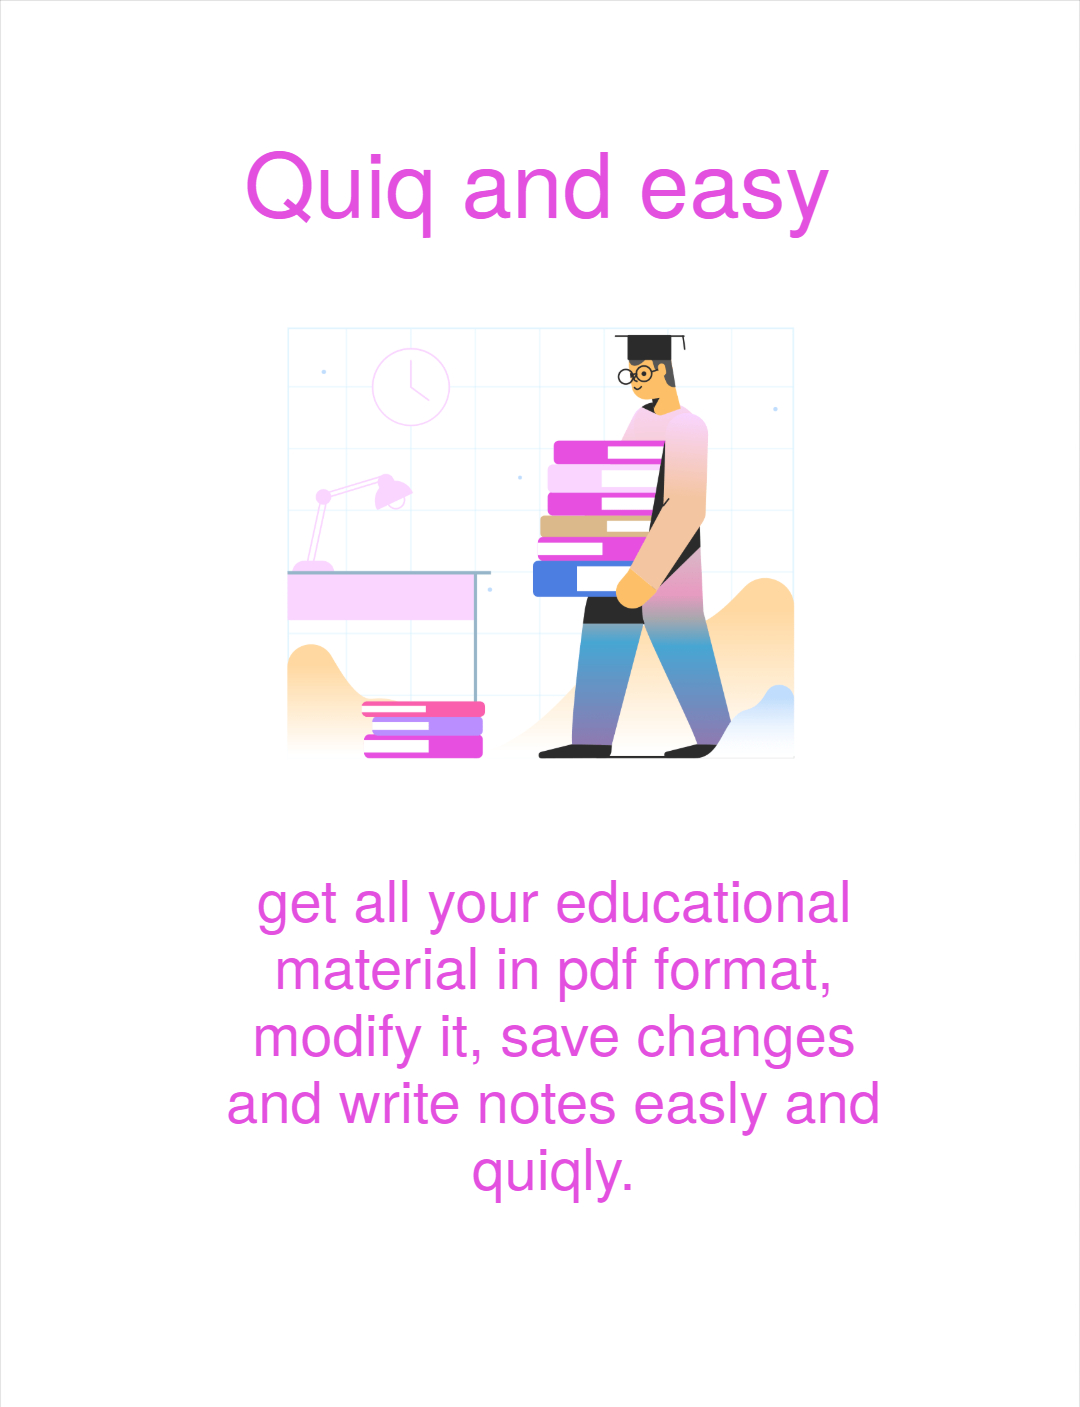 Quiq and easy
get all your educational
material in pdf format,
modify it, save changes
and write notes easly and
quiqly.